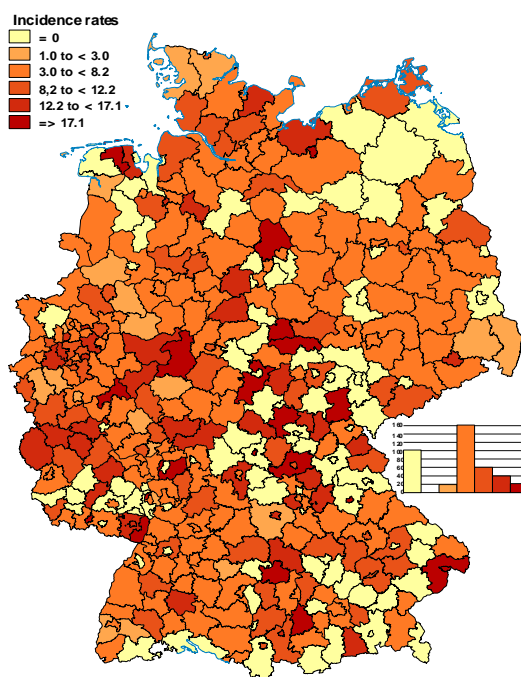 Incidence rates
= 0
1.0 to < 3.0
3.0 to < 8.2
8,2 to < 12.2
12.2 to < 17.1
=> 17.1
160
140
120
100
80
60
40
20
0